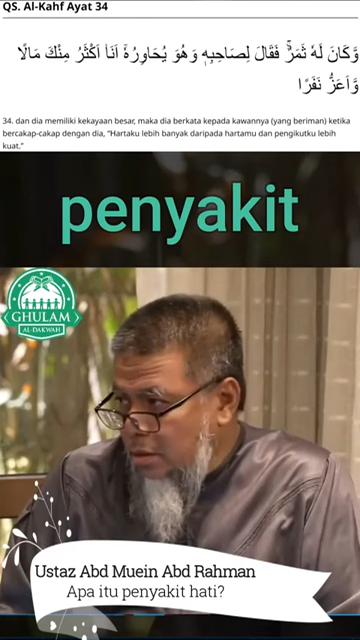 QS. Al-Kahf Ayat 34
وَّكَانَ لَهٗ ثَمَرٌۚ فَقَالَ لِصَاحِبِهٖ وَهُوَ يُحَاوِرُهٗٓ اَنَا۠ اَكْثَرُ مِنْكَ مَالًا
وَّاَعَزُّ نَفَرًا
34. dan dia memiliki kekayaan besar, maka dia berkata kepada kawannya (yang beriman) ketika
bercakap-cakap dengan dia, “Hartaku lebih banyak daripada hartamu dan pengikutku lebih
kuat.”
penyakit
GHULAM
AL-DAKWAH
Ustaz Abd Muein Abd Rahman
Apa itu penyakit hati?